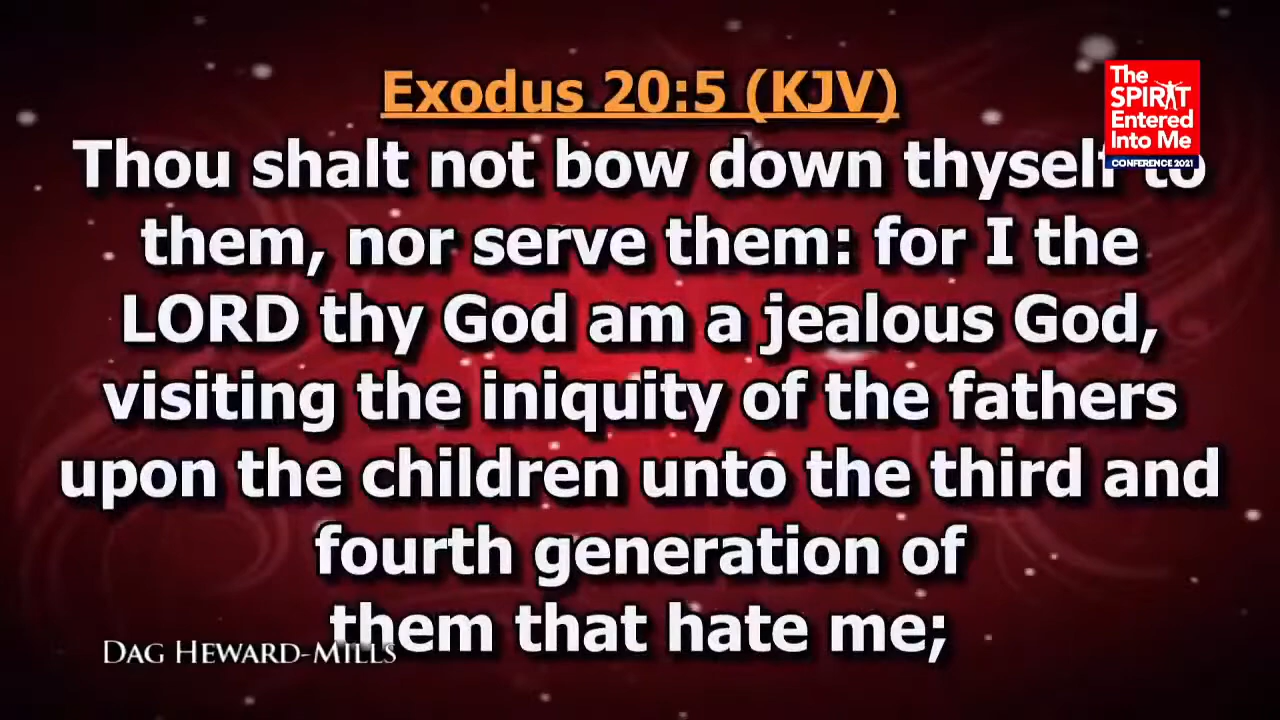 Exodus 20:5 (KJV)
Thou shalt not bow down thyself to
them, nor serve them: for I the
LORD thy God am a jealous God,
visiting the iniquity of the fathers
upon the children unto the third and
fourth generation of
them that hate me;
The
SPIRIT
Entered
Into Me
CONFERENCE 2021
DAG HEWARD-MILLS